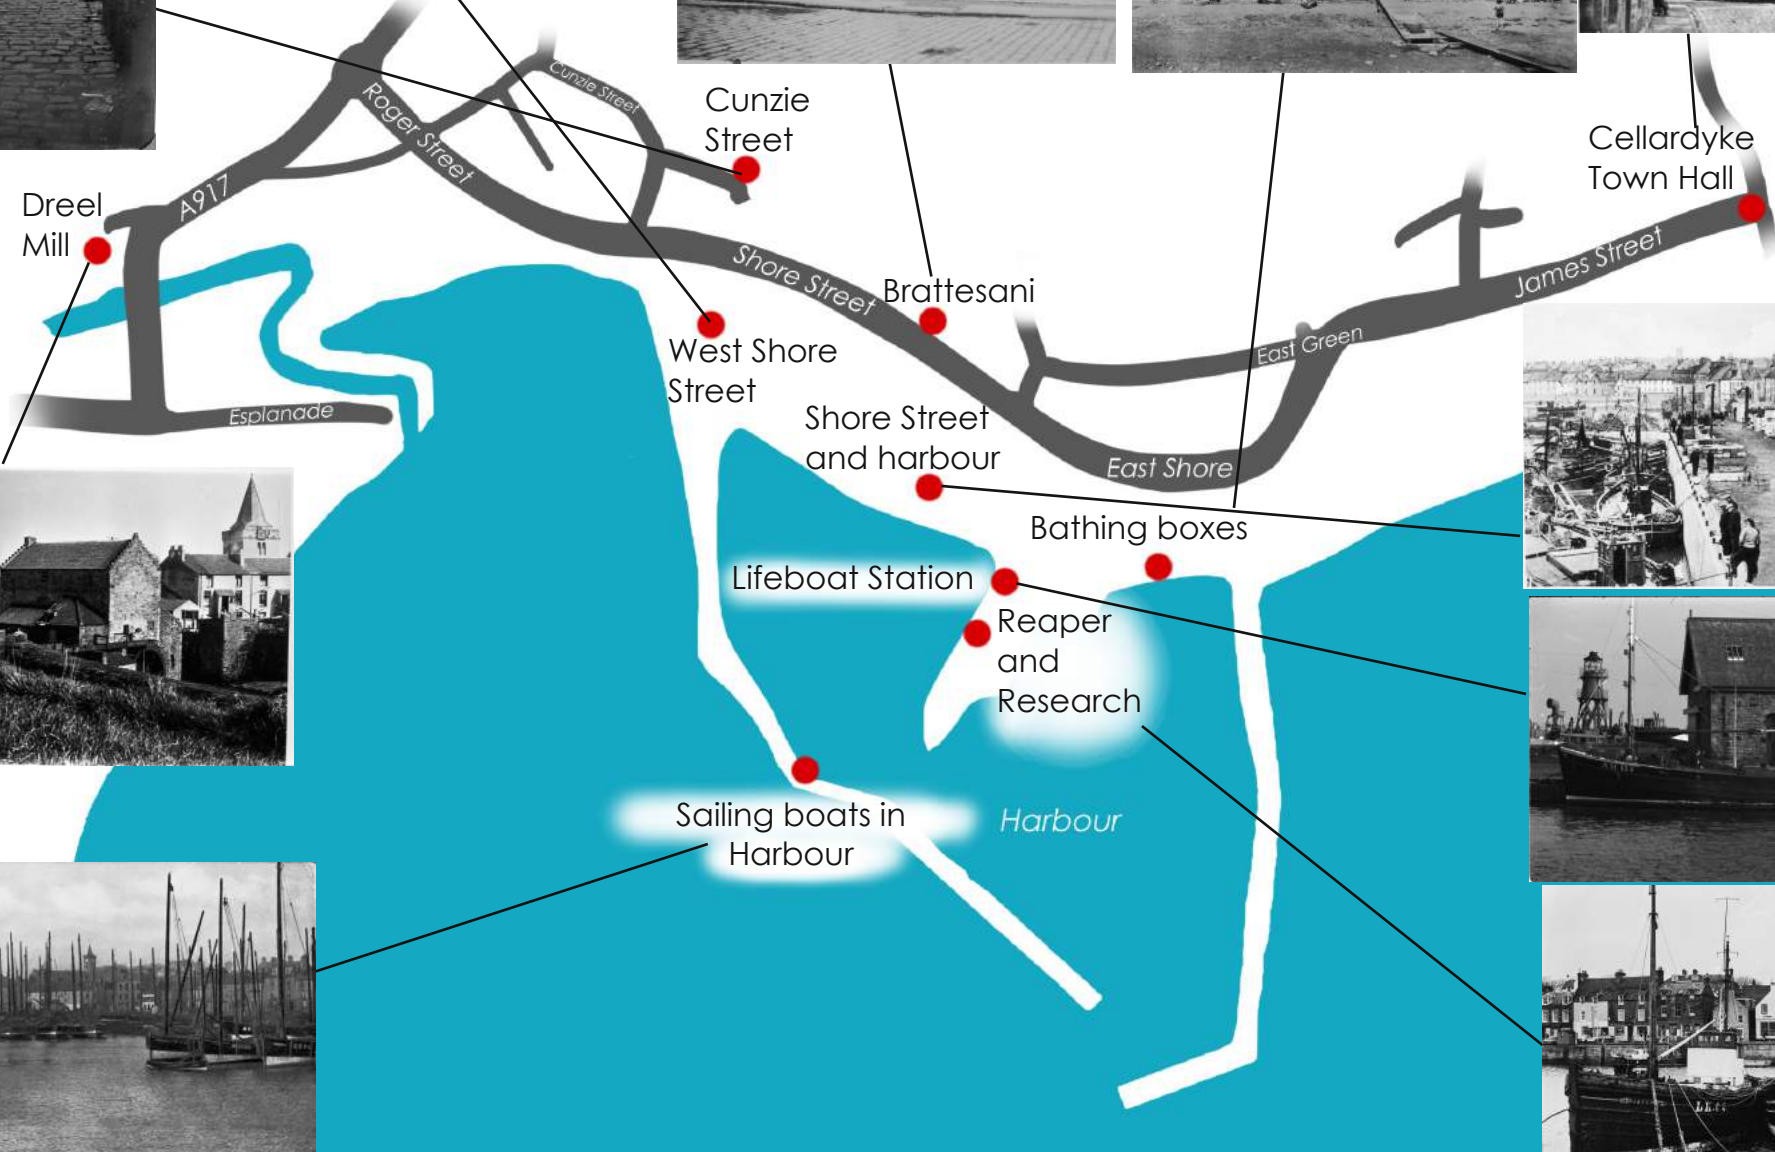 Cunzie Street
Roger Street
Cunzie
Street
Cellardyke
Town Hall
A917
Dreel
Mill
Shore Street
Brattesani
James Street
West Shore
Street
East Green
Esplanade
Shore Street
and harbour
East Shore
Bathing boxes
Lifeboat Station
Reaper
and
Research
Sailing boats in
Harbour
Harbour